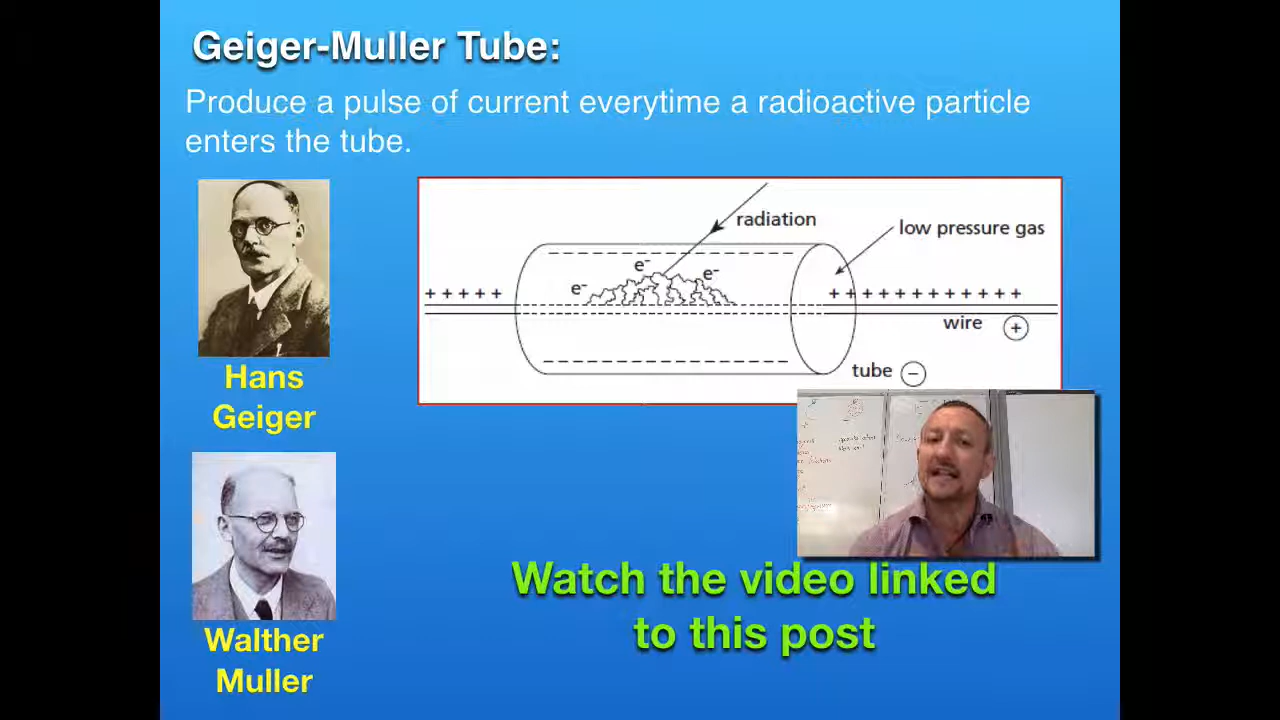 Geiger-Muller Tube:
Produce a pulse of current everytime a radioactive particle
enters the tube.
radiation
low pressure gas
e⁻
e⁻
e⁻
+ + + + +
+ + + + + + + + + + + +
wire +
tube −
Hans
Geiger
Walther
Muller
Watch the video linked
to this post